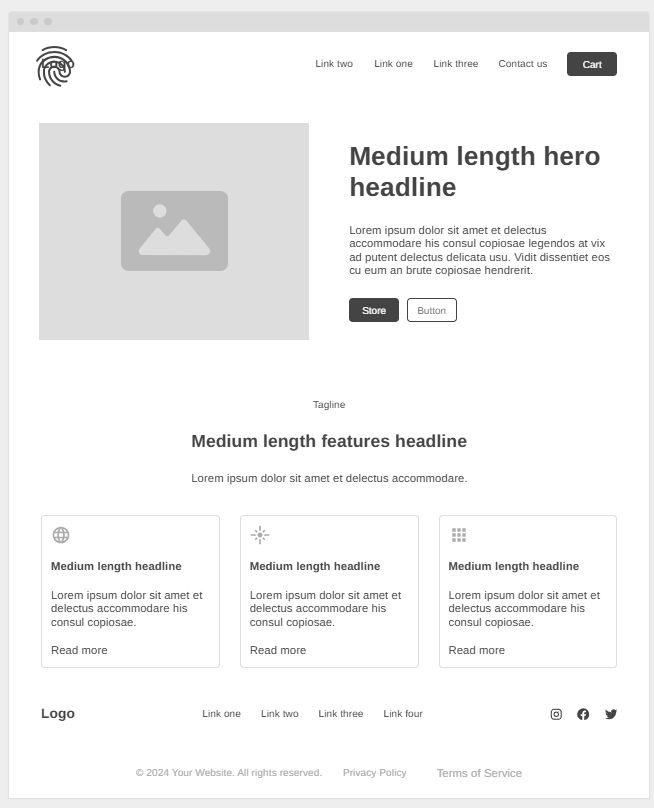 Logo
Link two
Link one
Link three
Contact us
Cart
Medium length hero
headline
Lorem ipsum dolor sit amet et delectus
accommodare his consul copiosae legendos at vix
ad putent delectus delicata usu. Vidit dissentiet eos
cu eum an brute copiosae hendrerit.
Store
Button
Tagline
Medium length features headline
Lorem ipsum dolor sit amet et delectus accommodare.
Medium length headline
Lorem ipsum dolor sit amet et
delectus accommodare his
consul copiosae.
Read more
Medium length headline
Lorem ipsum dolor sit amet et
delectus accommodare his
consul copiosae.
Read more
Medium length headline
Lorem ipsum dolor sit amet et
delectus accommodare his
consul copiosae.
Read more
Logo
Link one
Link two
Link three
Link four
© 2024 Your Website. All rights reserved.
Privacy Policy
Terms of Service